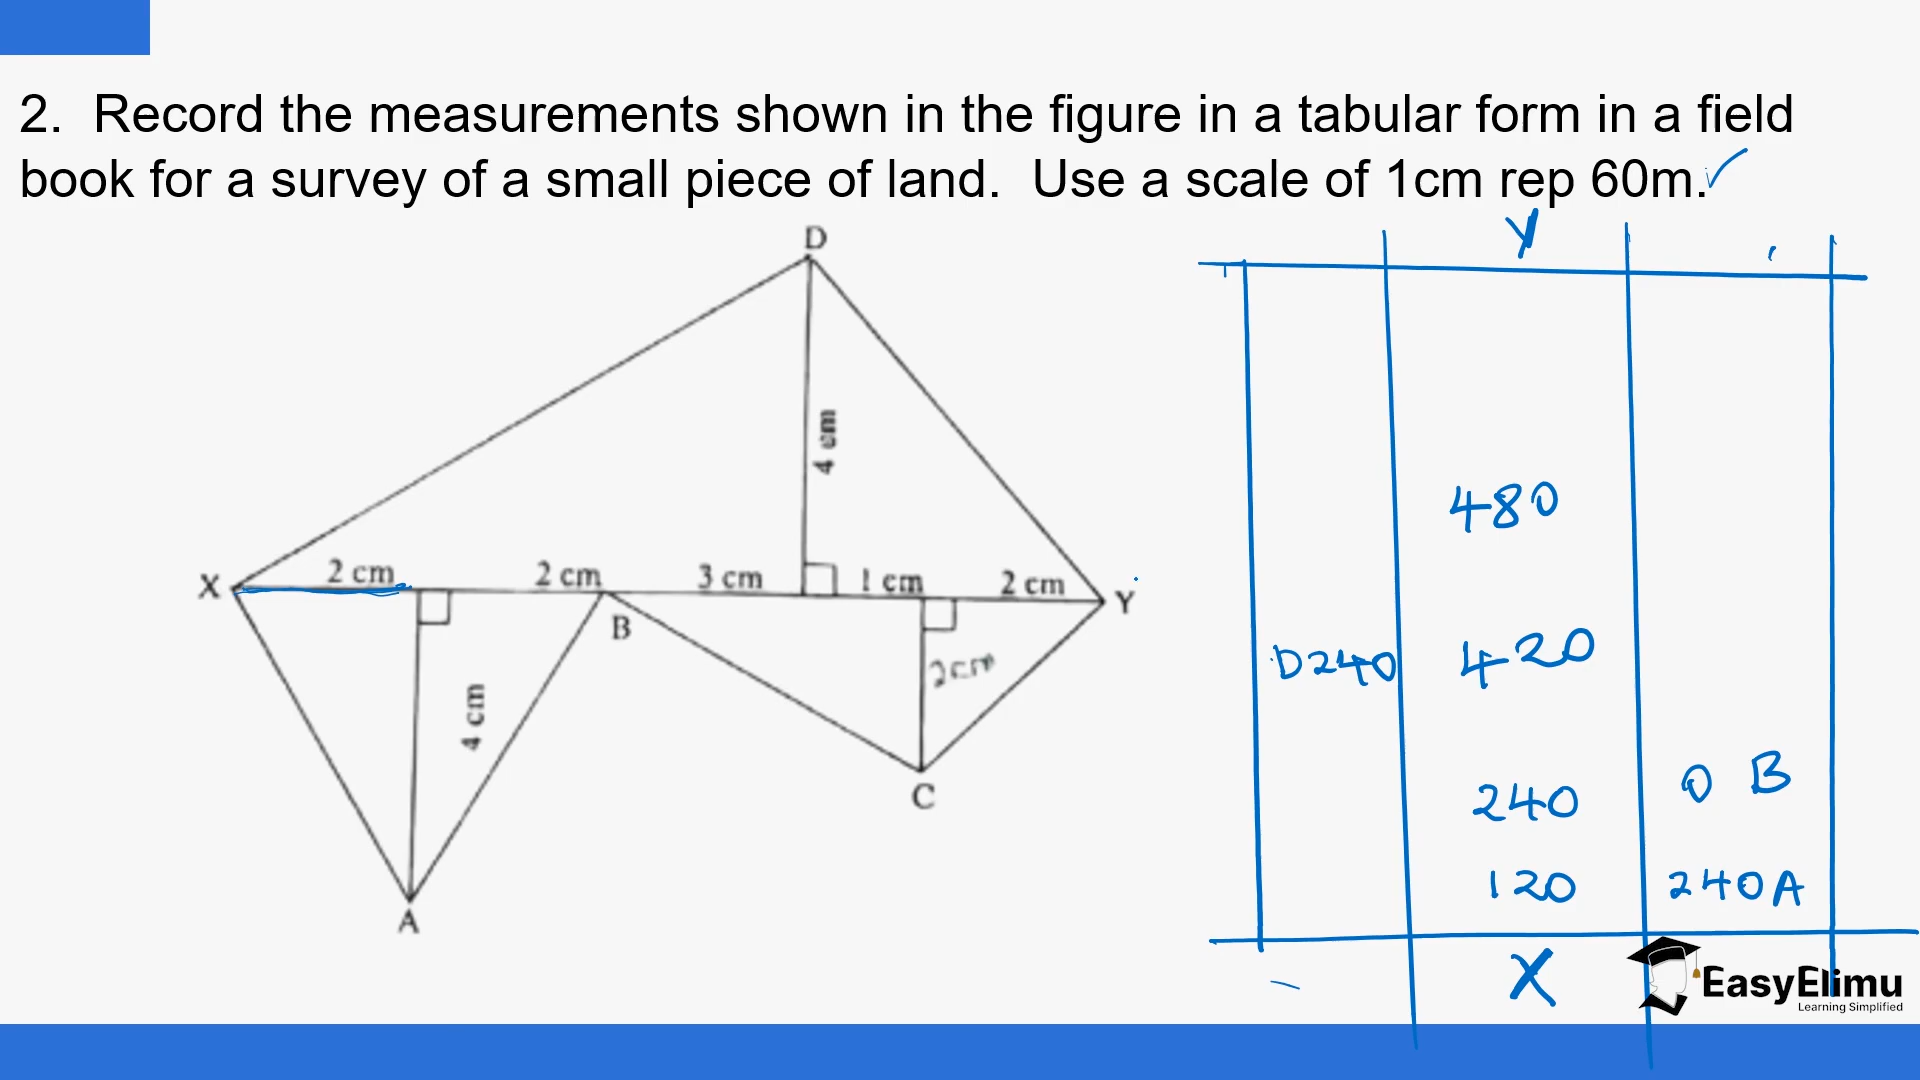 2. Record the measurements shown in the figure in a tabular form in a field
book for a survey of a small piece of land. Use a scale of 1cm rep 60m.
D
4 cm
X
2 cm
2 cm
3 cm
1 cm
2 cm
Y
B
2cm
4 cm
C
A
Y
480
D240 420
240 0 B
120 240A
X
EasyElimu
Learning Simplified